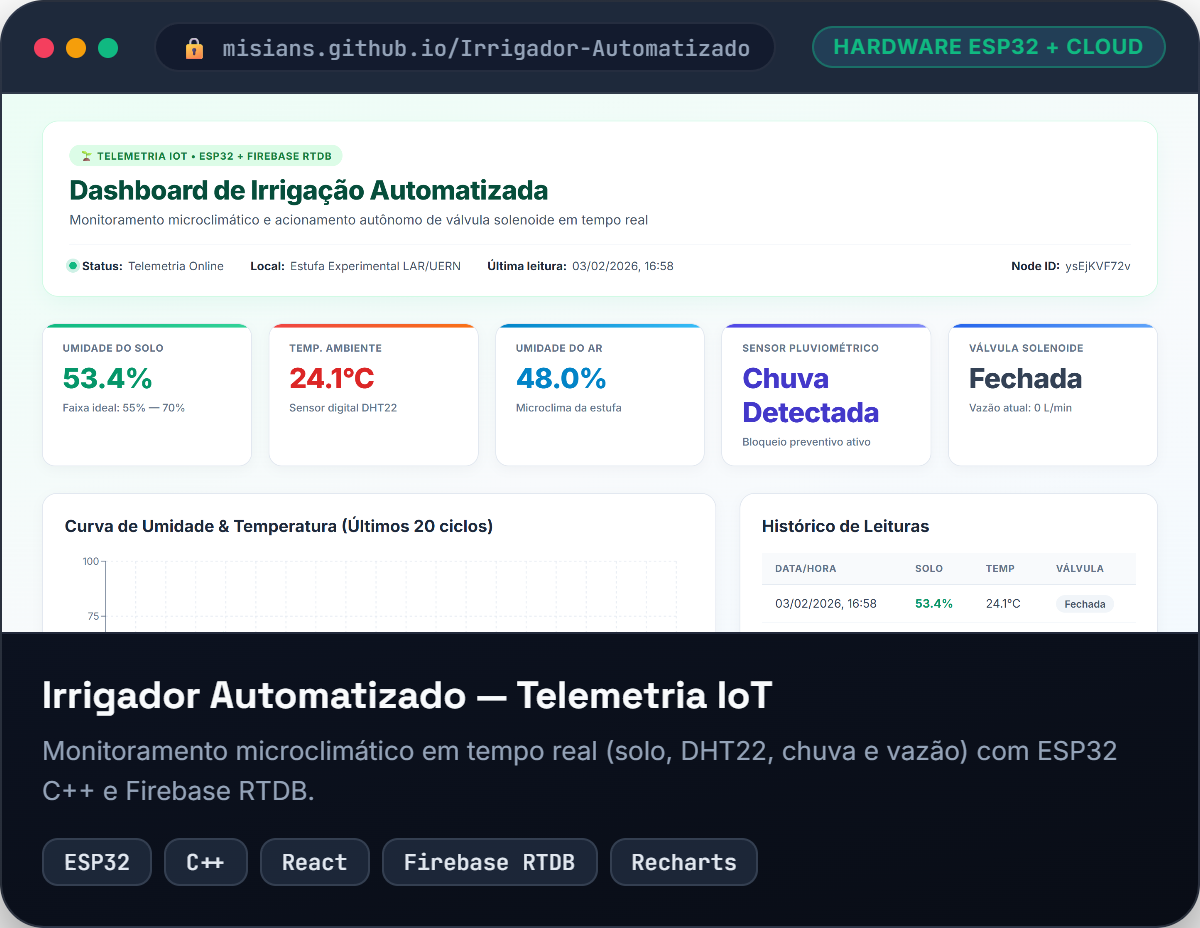 misians.github.io/Irrigador-Automatizado
HARDWARE ESP32 + CLOUD
TELEMETRIA IOT • ESP32 + FIREBASE RTDB
Dashboard de Irrigação Automatizada
Monitoramento microclimático e acionamento autônomo de válvula solenoide em tempo real
Status: Telemetria Online Local: Estufa Experimental LAR/UERN Última leitura: 03/02/2026, 16:58 Node ID: ysEjKVF72v
UMIDADE DO SOLO
53.4%
Faixa ideal: 55% — 70%
TEMP. AMBIENTE
24.1°C
Sensor digital DHT22
UMIDADE DO AR
48.0%
Microclima da estufa
SENSOR PLUVIOMÉTRICO
Chuva
Detectada
Bloqueio preventivo ativo
VÁLVULA SOLENOIDE
Fechada
Vazão atual: 0 L/min
Curva de Umidade & Temperatura (Últimos 20 ciclos)
100
75
Histórico de Leituras
DATA/HORA SOLO TEMP VÁLVULA
03/02/2026, 16:58 53.4% 24.1°C Fechada
Irrigador Automatizado — Telemetria IoT
Monitoramento microclimático em tempo real (solo, DHT22, chuva e vazão) com ESP32
C++ e Firebase RTDB.
ESP32 C++ React Firebase RTDB Recharts